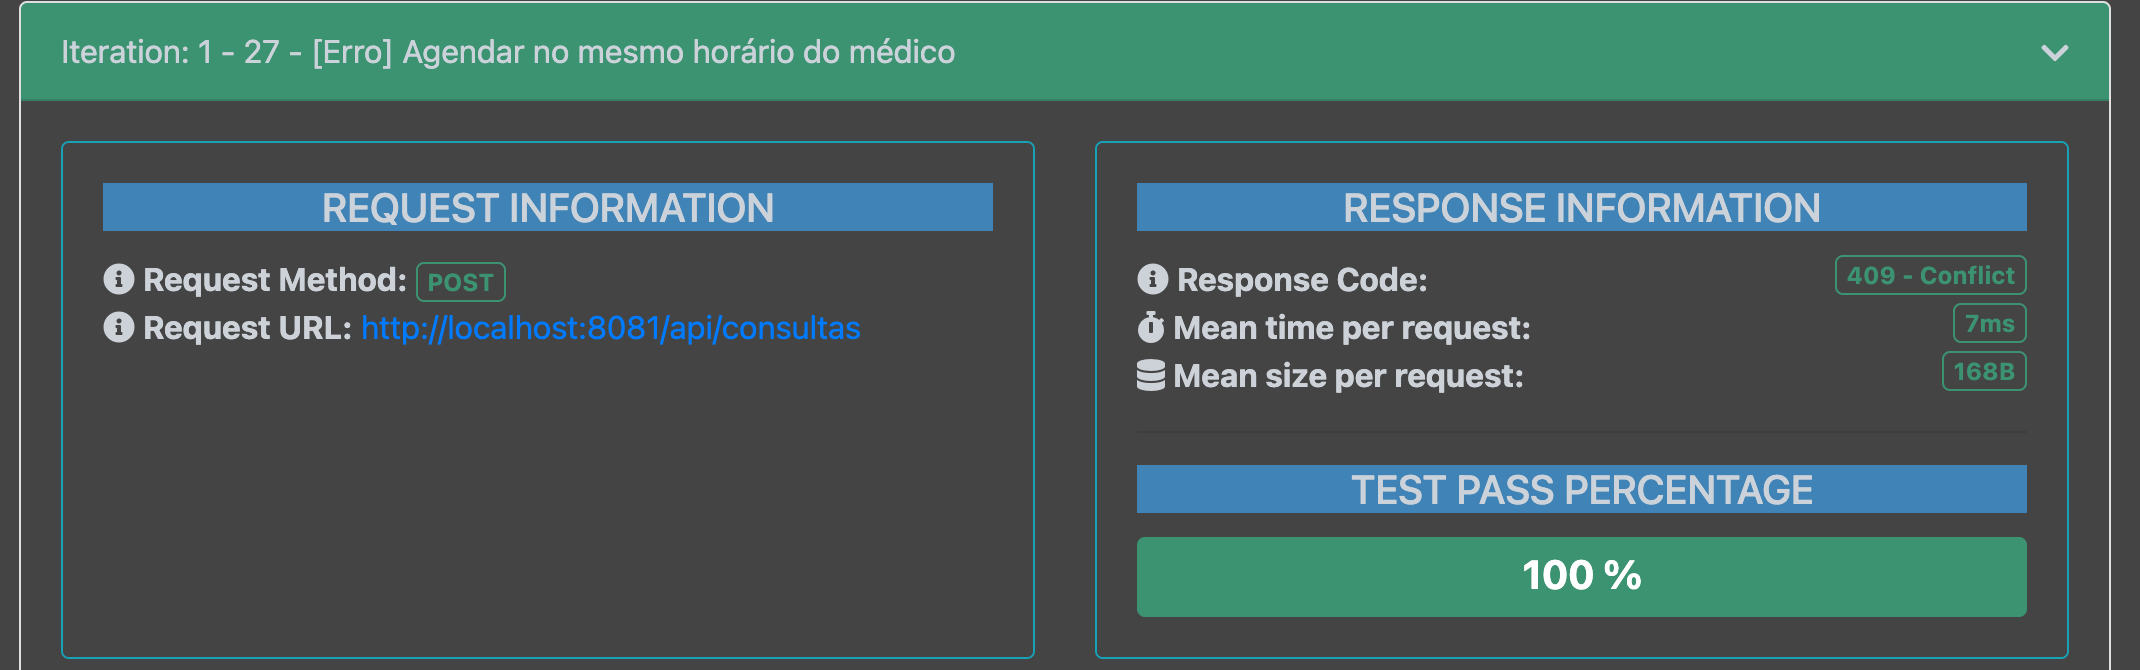 Iteration: 1 - 27 - [Erro] Agendar no mesmo horário do médico
REQUEST INFORMATION
Request Method: POST
Request URL: http://localhost:8081/api/consultas
RESPONSE INFORMATION
Response Code: 409 - Conflict
Mean time per request: 7ms
Mean size per request: 168B
TEST PASS PERCENTAGE
100 %